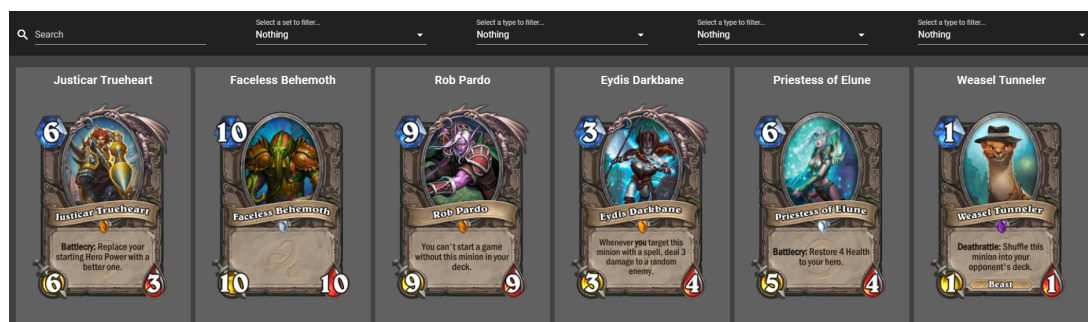 Search
Select a set to filter...
Nothing
Select a type to filter...
Nothing
Select a type to filter...
Nothing
Select a type to filter...
Nothing
Justicar Trueheart
6
Justicar Trueheart
Battlecry: Replace your
starting Hero Power with a
better one.
6 3
Faceless Behemoth
10
Faceless Behemoth
10 10
Rob Pardo
9
Rob Pardo
You can't start a game
without this minion in your
deck.
9 9
Eydis Darkbane
3
Eydis Darkbane
Whenever you target this
minion with a spell, deal 3
damage to a random
enemy.
3 4
Priestess of Elune
6
Priestess of Elune
Battlecry: Restore 4 Health
to your hero.
5 4
Weasel Tunneler
1
Weasel Tunneler
Deathrattle: Shuffle this
minion into your
opponent's deck.
1 Beast 1